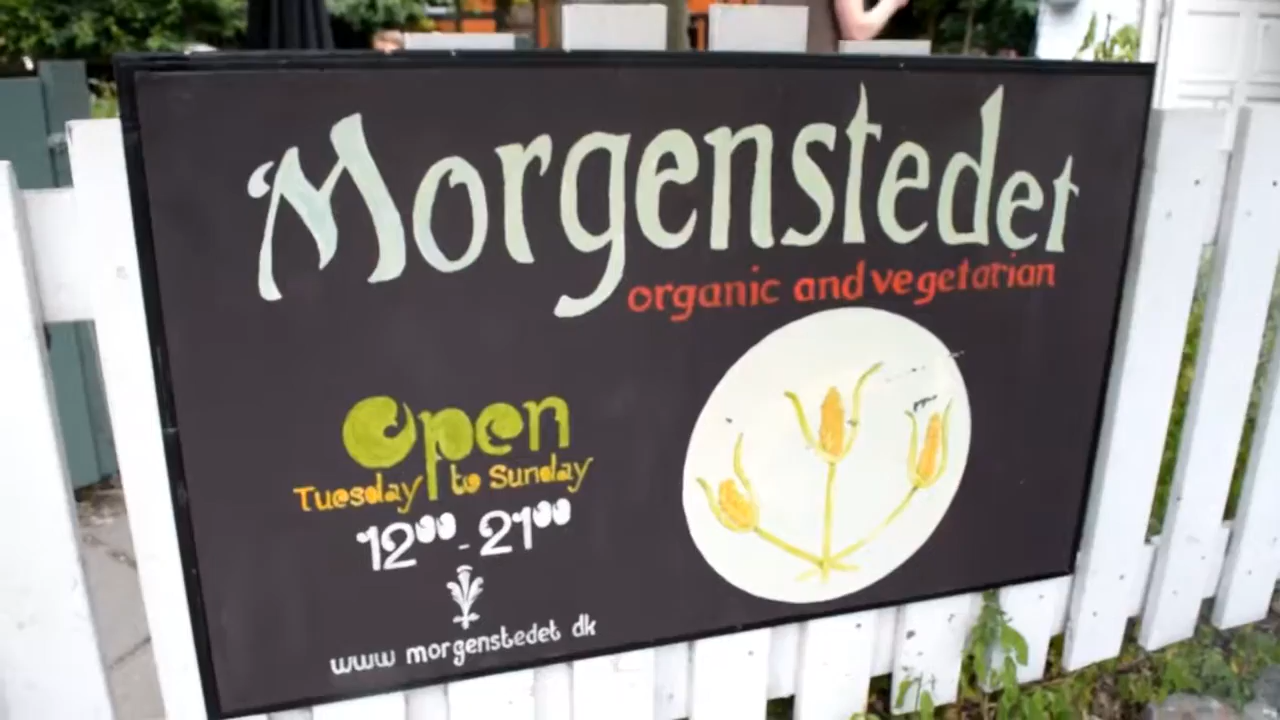 Morgenstedet
organic and vegetarian
open
Tuesday to Sunday
12⁰⁰ - 21⁰⁰
www morgenstedet dk